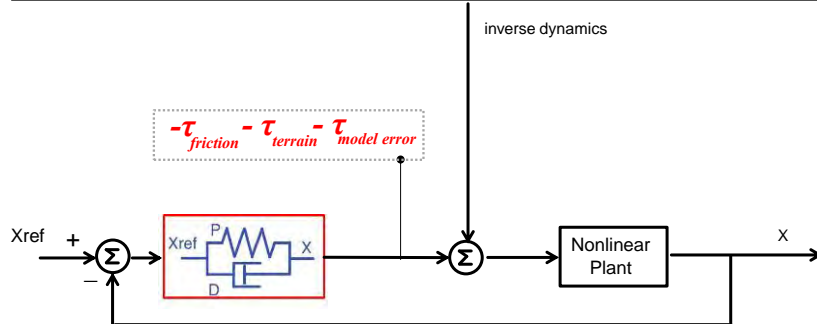 inverse dynamics
-τfriction - τterrain - τmodel error
Xref
+
Σ
−
P
Xref
X
D
Σ
Nonlinear
Plant
X